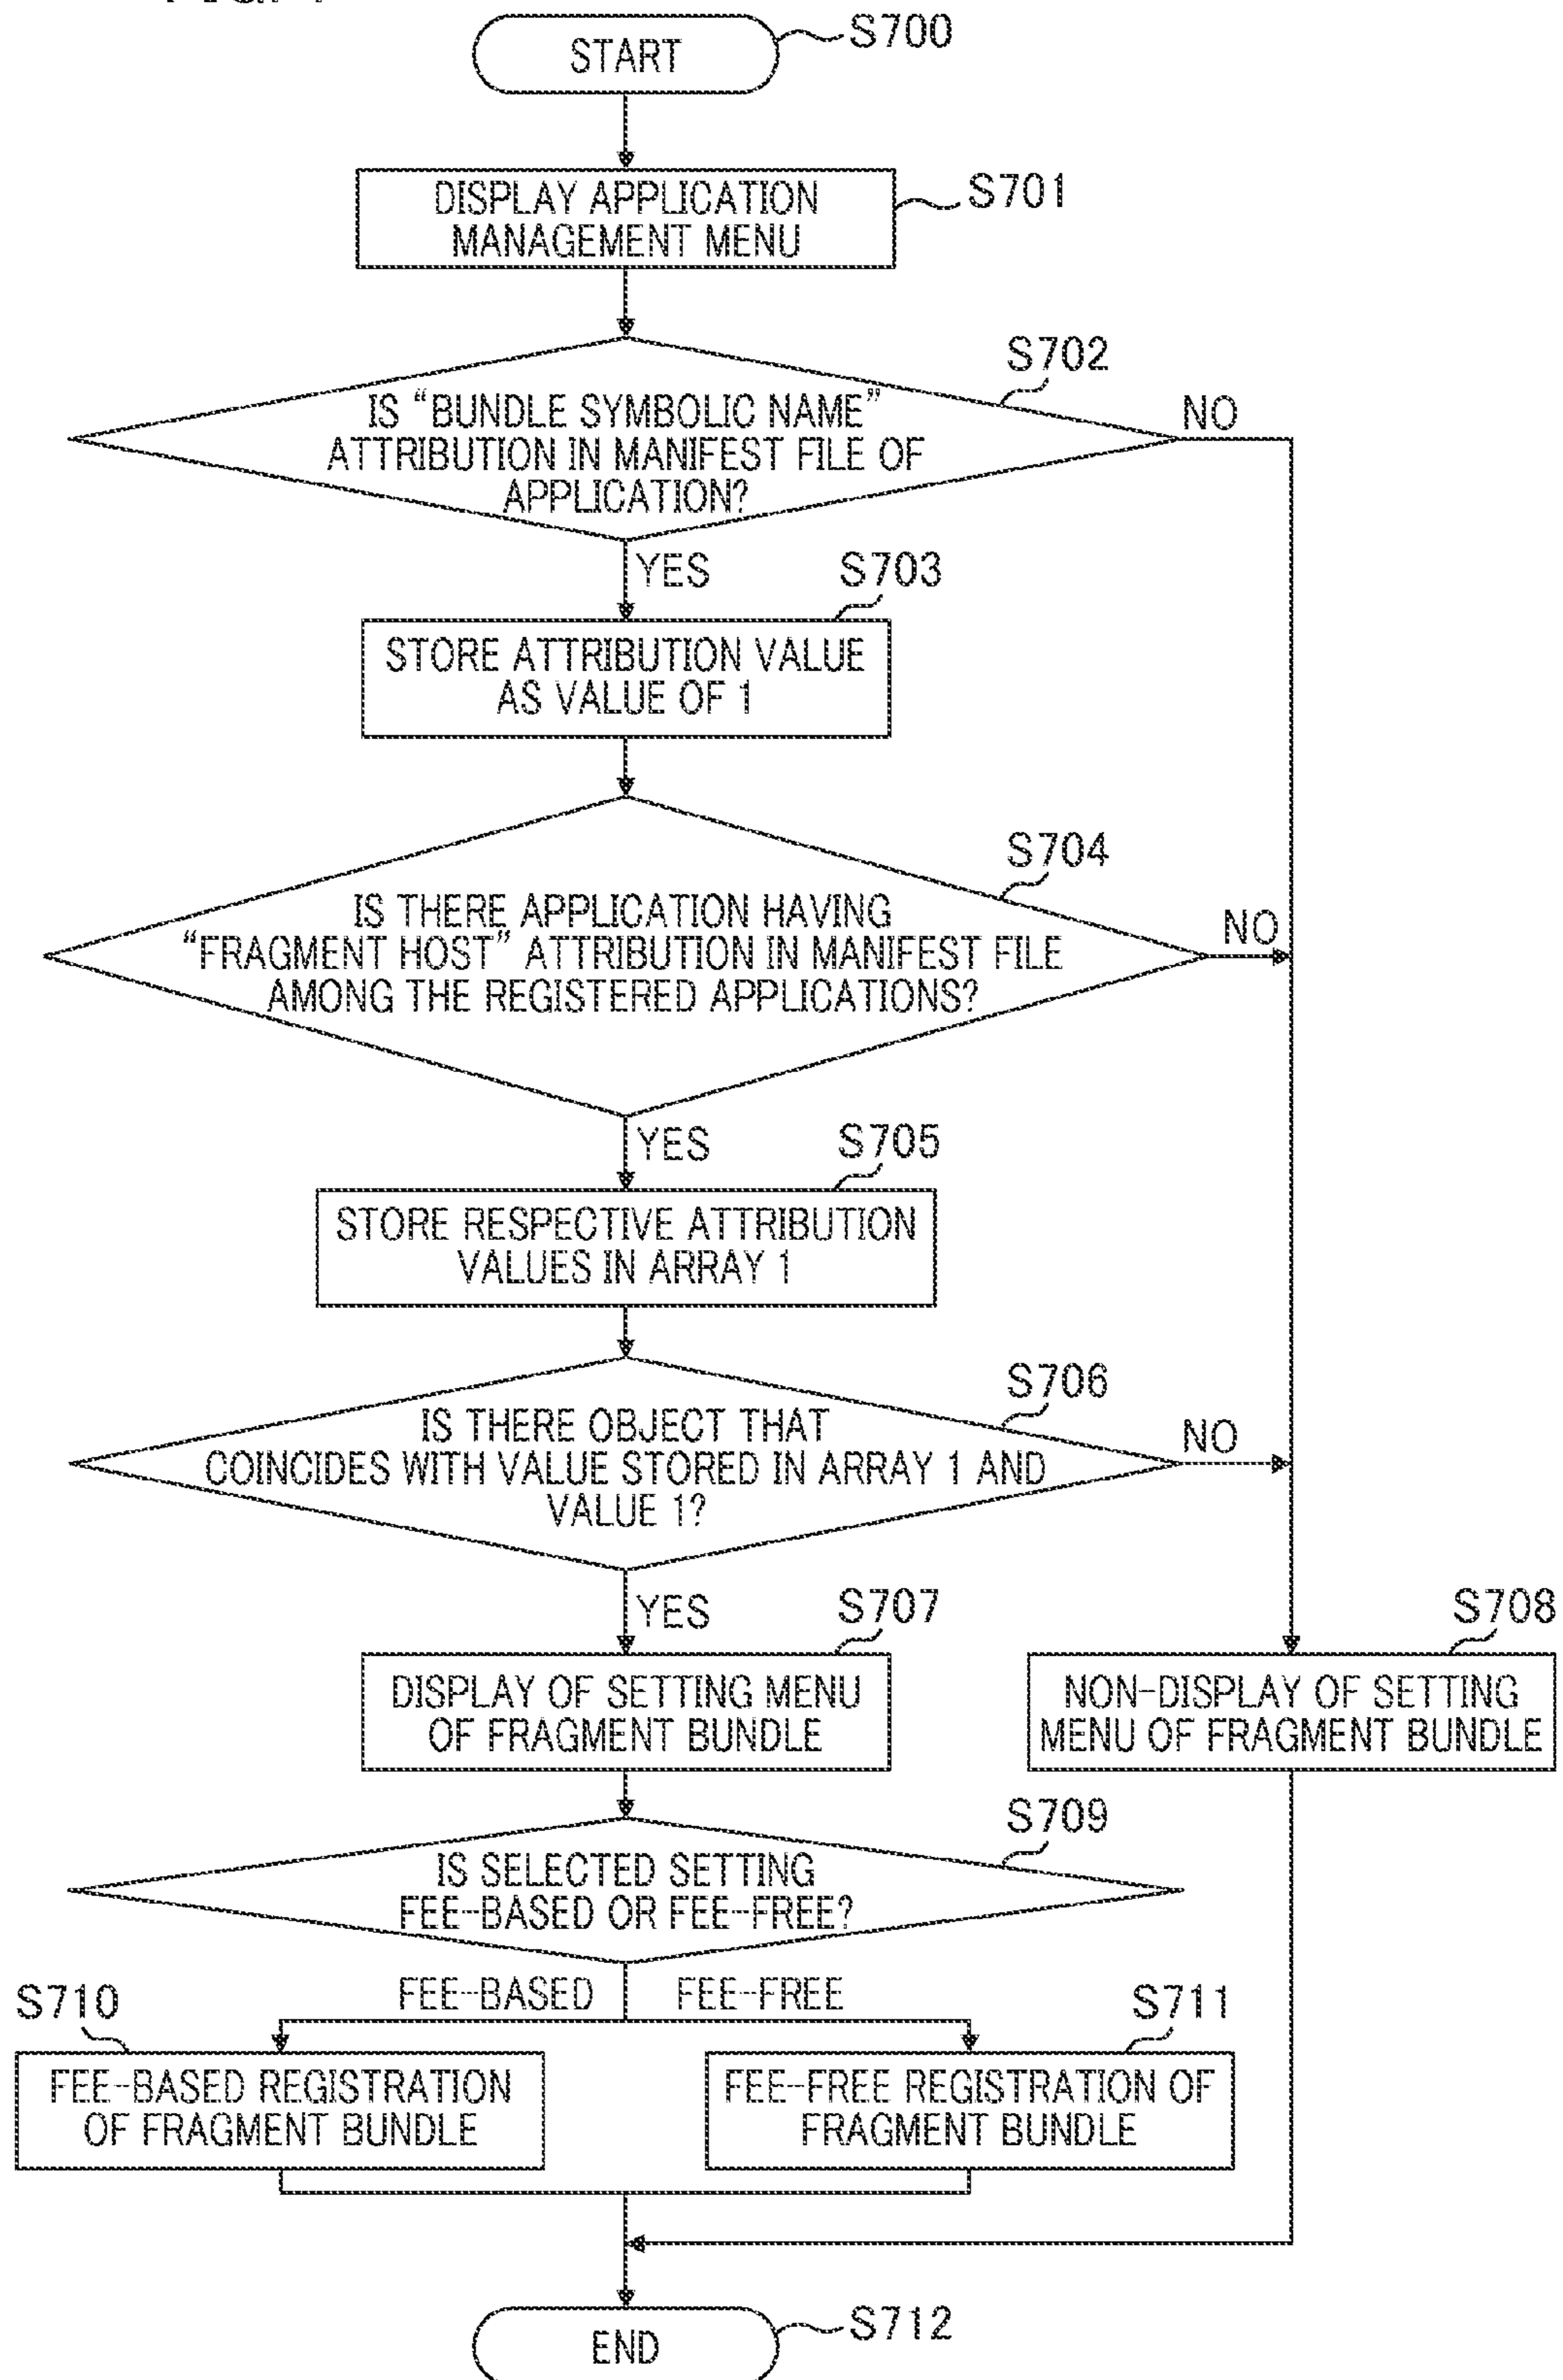 START
S700
DISPLAY APPLICATION
MANAGEMENT MENU
S701
S702
IS “BUNDLE SYMBOLIC NAME”
ATTRIBUTION IN MANIFEST FILE OF
APPLICATION?
NO
YES
S703
STORE ATTRIBUTION VALUE
AS VALUE OF 1
S704
IS THERE APPLICATION HAVING
“FRAGMENT HOST” ATTRIBUTION IN MANIFEST FILE
AMONG THE REGISTERED APPLICATIONS?
NO
YES
S705
STORE RESPECTIVE ATTRIBUTION
VALUES IN ARRAY 1
S706
IS THERE OBJECT THAT
COINCIDES WITH VALUE STORED IN ARRAY 1 AND
VALUE 1?
NO
YES
S707
DISPLAY OF SETTING MENU
OF FRAGMENT BUNDLE
S708
NON-DISPLAY OF SETTING
MENU OF FRAGMENT BUNDLE
S709
IS SELECTED SETTING
FEE-BASED OR FEE-FREE?
FEE-BASED
FEE-FREE
S710
FEE-BASED REGISTRATION
OF FRAGMENT BUNDLE
S711
FEE-FREE REGISTRATION OF
FRAGMENT BUNDLE
END
S712